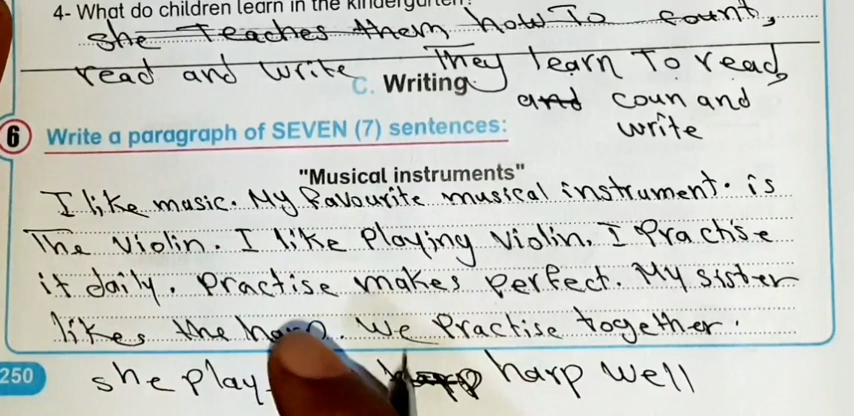 4- What do children learn in the kindergarten?
she teaches them how To count,
read and write They learn To read,
C. Writing
and coun and
write
6 Write a paragraph of SEVEN (7) sentences:
"Musical instruments"
I like music. My favourite musical instrument. is
The violin. I like Playing violin. I Practise
it daily. Practise makes perfect. My sister
likes the harp. We Practise together.
250 she play harp well